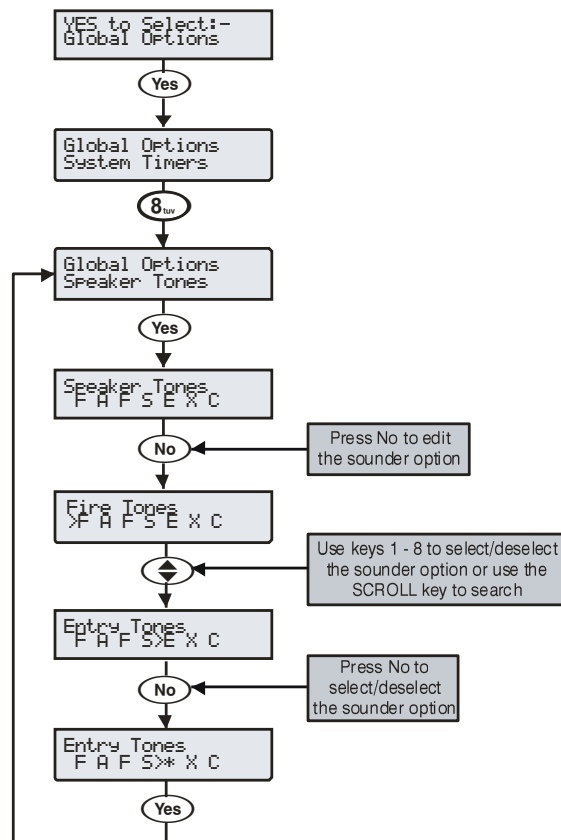 YES to Select:-
Global Options
Yes
Global Options
System Timers
8tuv
Global Options
Speaker Tones
Yes
Speaker Tones
F A F S E X C
No
Press No to edit
the sounder option
Fire Tones
>F A F S E X C
Use keys 1 - 8 to select/deselect
the sounder option or use the
SCROLL key to search
Entry Tones
F A F S>E X C
No
Press No to
select/deselect
the sounder option
Entry Tones
F A F S>* X C
Yes